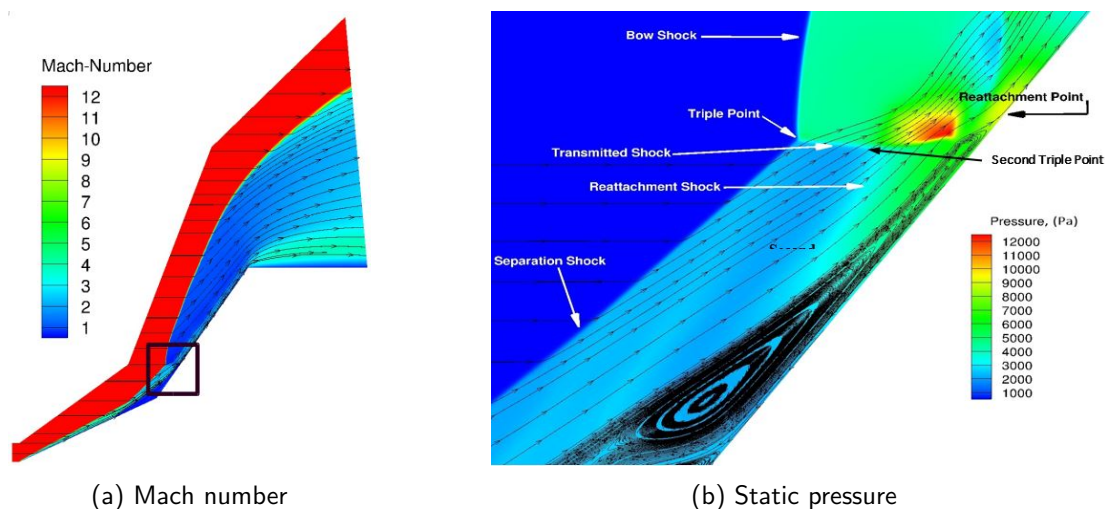 Mach-Number
12
11
10
9
8
7
6
5
4
3
2
1
(a) Mach number
Bow Shock
Triple Point
Transmitted Shock
Reattachment Shock
Separation Shock
Reattachment Point
Second Triple Point
Pressure, (Pa)
12000
11000
10000
9000
8000
7000
6000
5000
4000
3000
2000
1000
(b) Static pressure